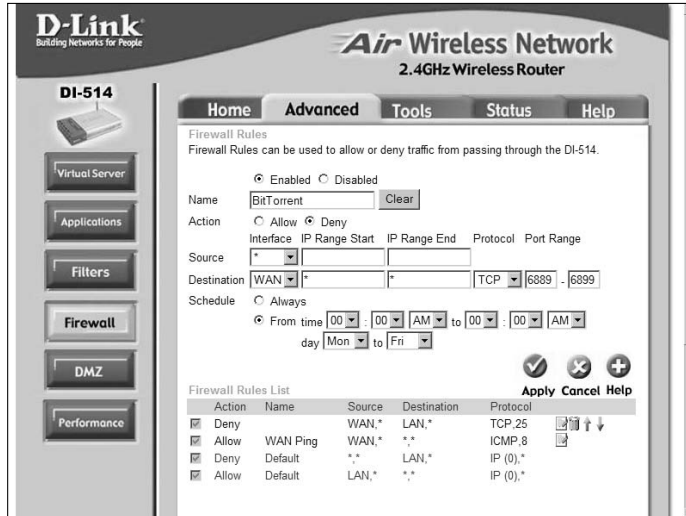 D-Link
Building Networks for People
Air Wireless Network
2.4GHz Wireless Router
DI-514
Home Advanced Tools Status Help
Virtual Server
Applications
Filters
Firewall
DMZ
Performance
Firewall Rules
Firewall Rules can be used to allow or deny traffic from passing through the DI-514.
Enabled Disabled
Name BitTorrent Clear
Action Allow Deny
Interface IP Range Start IP Range End Protocol Port Range
Source *
Destination WAN * * TCP 6889 - 6899
Schedule Always
From time 00 : 00 AM to 00 : 00 AM
day Mon to Fri
Apply Cancel Help
Firewall Rules List
Action Name Source Destination Protocol
Deny WAN,* LAN,* TCP,25
Allow WAN Ping WAN,* *,* ICMP,8
Deny Default *,* LAN,* IP (0),*
Allow Default LAN,* *,* IP (0),*